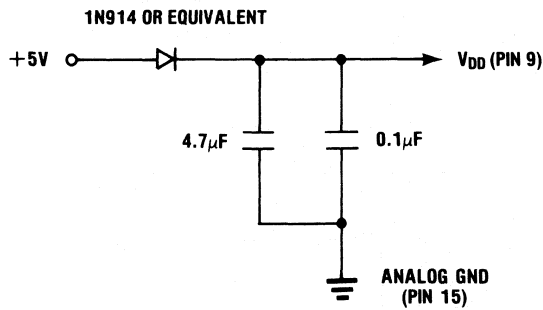 1N914 OR EQUIVALENT
+5V
VDD (PIN 9)
4.7μF
0.1μF
ANALOG GND
(PIN 15)